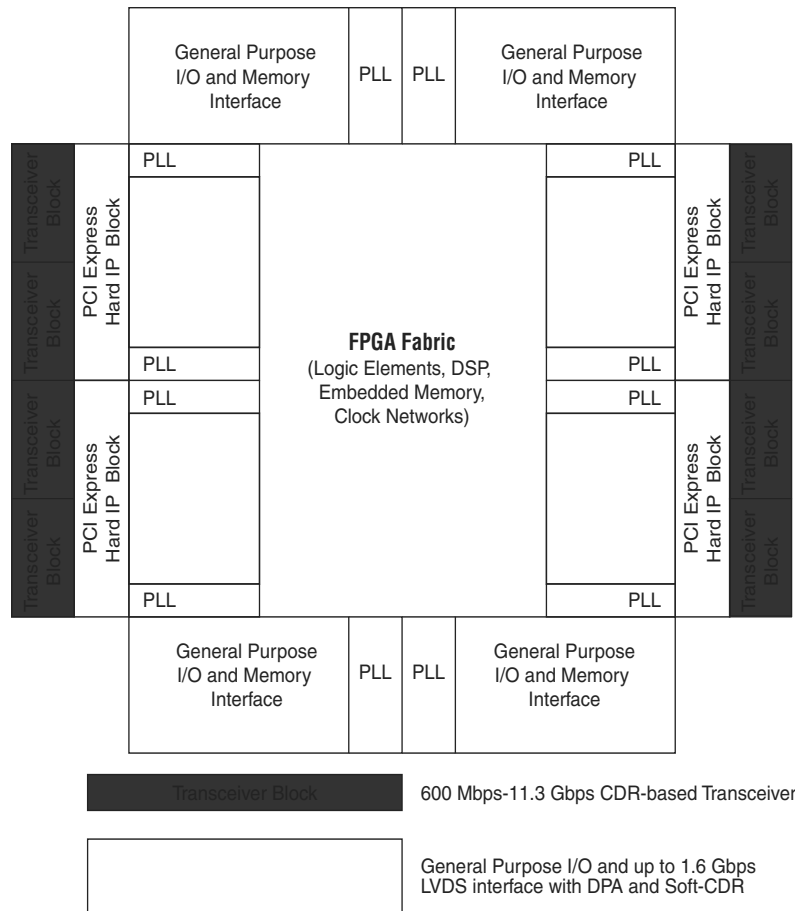 General Purpose
I/O and Memory
Interface
PLL
PLL
General Purpose
I/O and Memory
Interface
Transceiver
Block
Transceiver
Block
PCI Express
Hard IP Block
PLL
PLL
PLL
PLL
Transceiver
Block
Transceiver
Block
PCI Express
Hard IP Block
FPGA Fabric
(Logic Elements, DSP,
Embedded Memory,
Clock Networks)
PLL
PLL
PLL
PLL
PCI Express
Hard IP Block
Transceiver
Block
Transceiver
Block
PCI Express
Hard IP Block
Transceiver
Block
Transceiver
Block
General Purpose
I/O and Memory
Interface
PLL
PLL
General Purpose
I/O and Memory
Interface
Transceiver Block
600 Mbps-11.3 Gbps CDR-based Transceiver
General Purpose I/O and up to 1.6 Gbps
LVDS interface with DPA and Soft-CDR